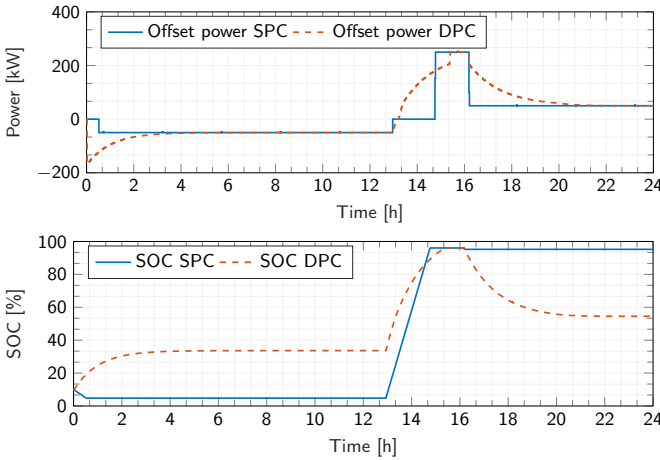 400
Offset power SPC Offset power DPC
200
0
−200
Power [kW]
0 2 4 6 8 10 12 14 16 18 20 22 24
Time [h]
100
SOC SPC SOC DPC
80
60
40
20
0
SOC [%]
0 2 4 6 8 10 12 14 16 18 20 22 24
Time [h]